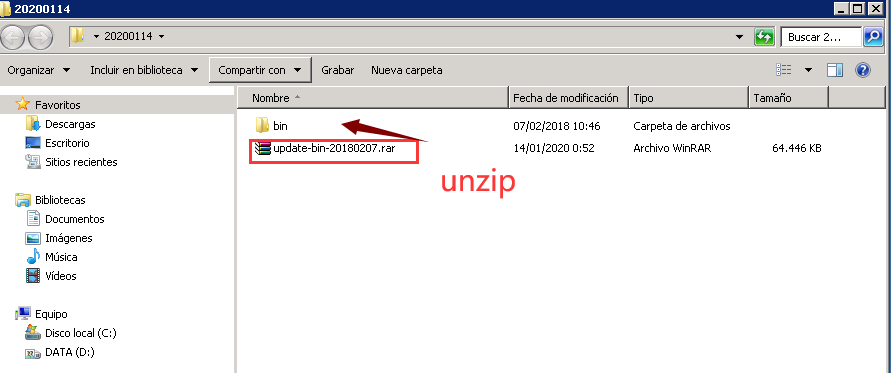 20200114
20200114
Buscar 2...
Organizar Incluir en biblioteca Compartir con Grabar Nueva carpeta
Nombre Fecha de modificación Tipo Tamaño
Favoritos
Descargas
Escritorio
Sitios recientes
Bibliotecas
Documentos
Imágenes
Música
Vídeos
Equipo
Disco local (C:)
DATA (D:)
bin 07/02/2018 10:46 Carpeta de archivos
update-bin-20180207.rar 14/01/2020 0:52 Archivo WinRAR 64.446 KB
unzip